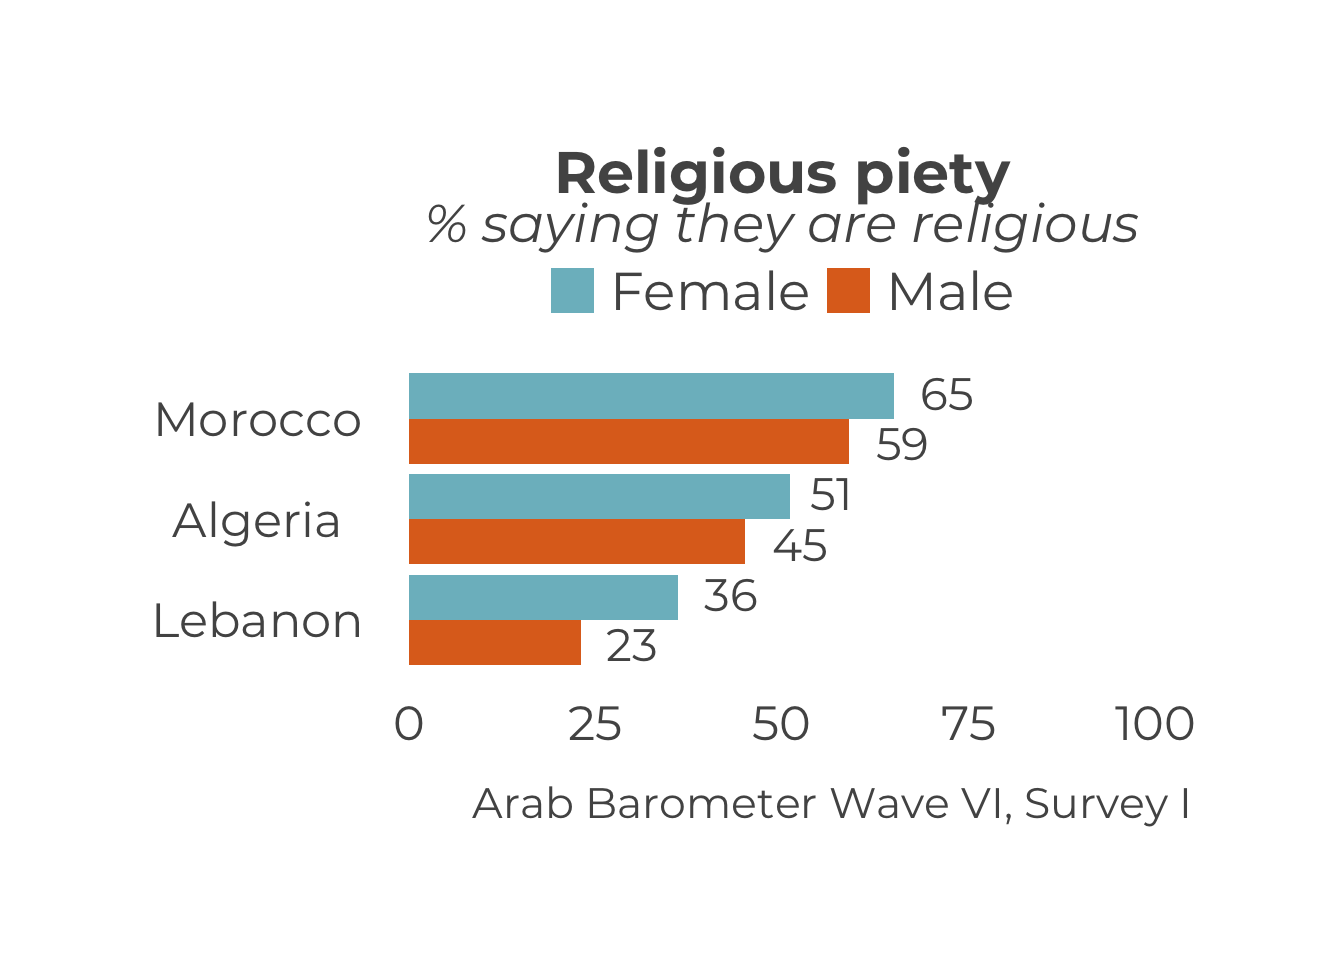 Religious piety
% saying they are religious
Female Male
Morocco
65
59
Algeria
51
45
Lebanon
36
23
0 25 50 75 100
Arab Barometer Wave VI, Survey I